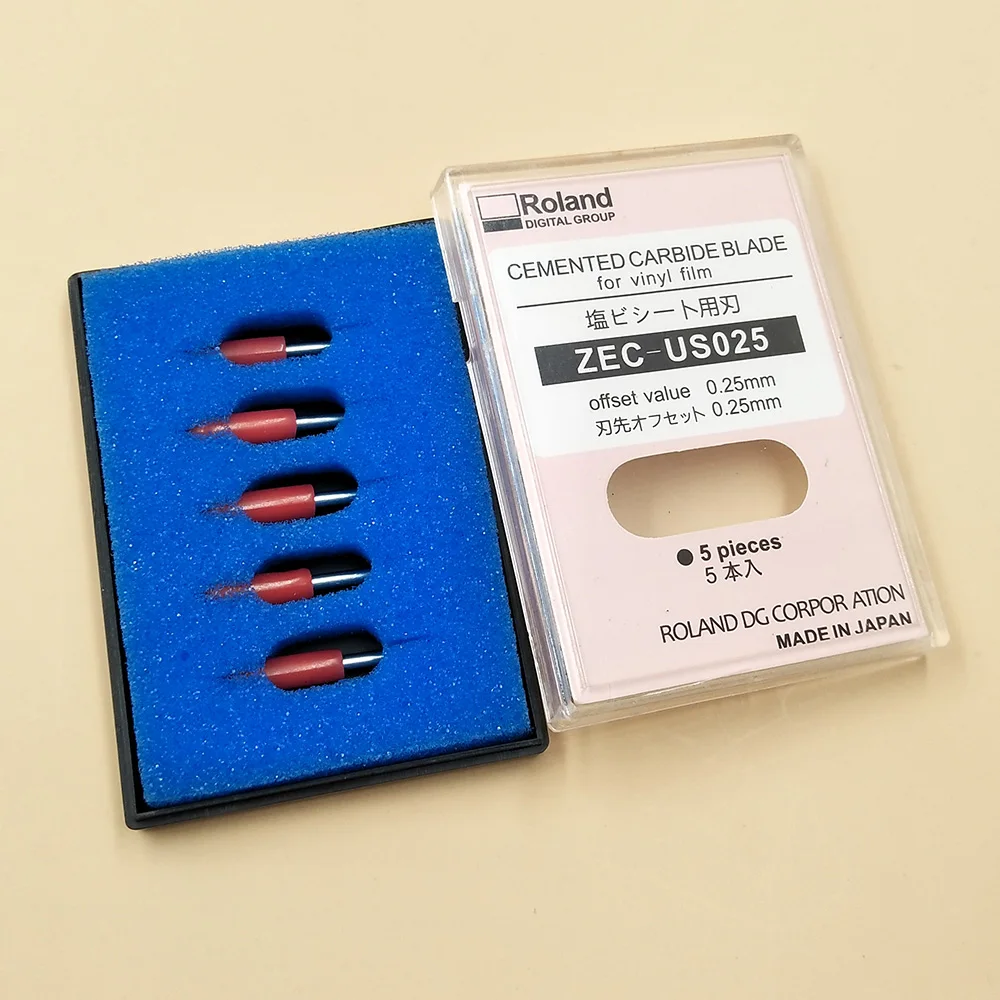 Roland
DIGITAL GROUP
CEMENTED CARBIDE BLADE
for vinyl film
塩ビシート用刃
ZEC-US025
offset value 0.25mm
刃先オフセット 0.25mm
● 5 pieces
5 本入
ROLAND DG CORPOR ATION
MADE IN JAPAN